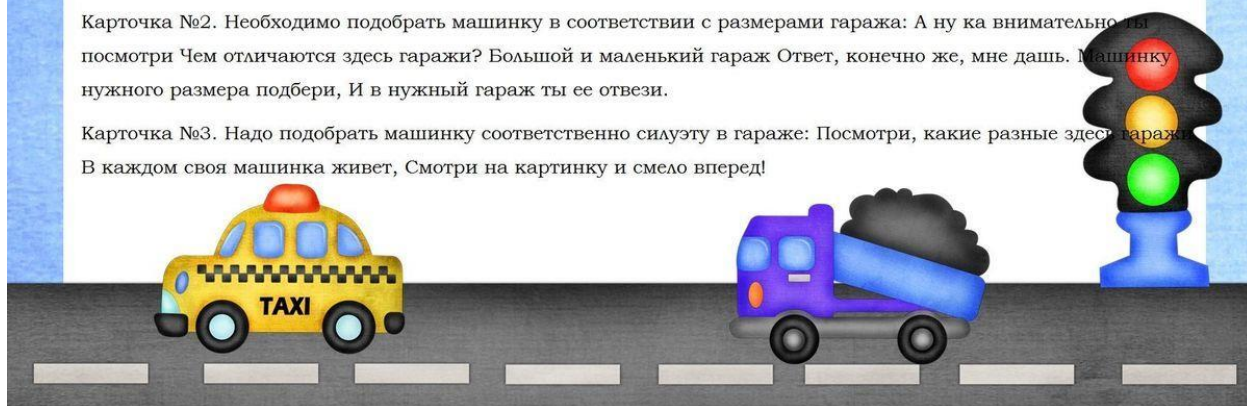 Карточка №2. Необходимо подобрать машинку в соответствии с размерами гаража: А ну ка внимательно ты
посмотри Чем отличаются здесь гаражи? Большой и маленький гараж Ответ, конечно же, мне дашь. Машинку
нужного размера подбери, И в нужный гараж ты ее отвези.
Карточка №3. Надо подобрать машинку соответственно силуэту в гараже: Посмотри, какие разные здесь гаражи.
В каждом своя машинка живет, Смотри на картинку и смело вперед!
TAXI